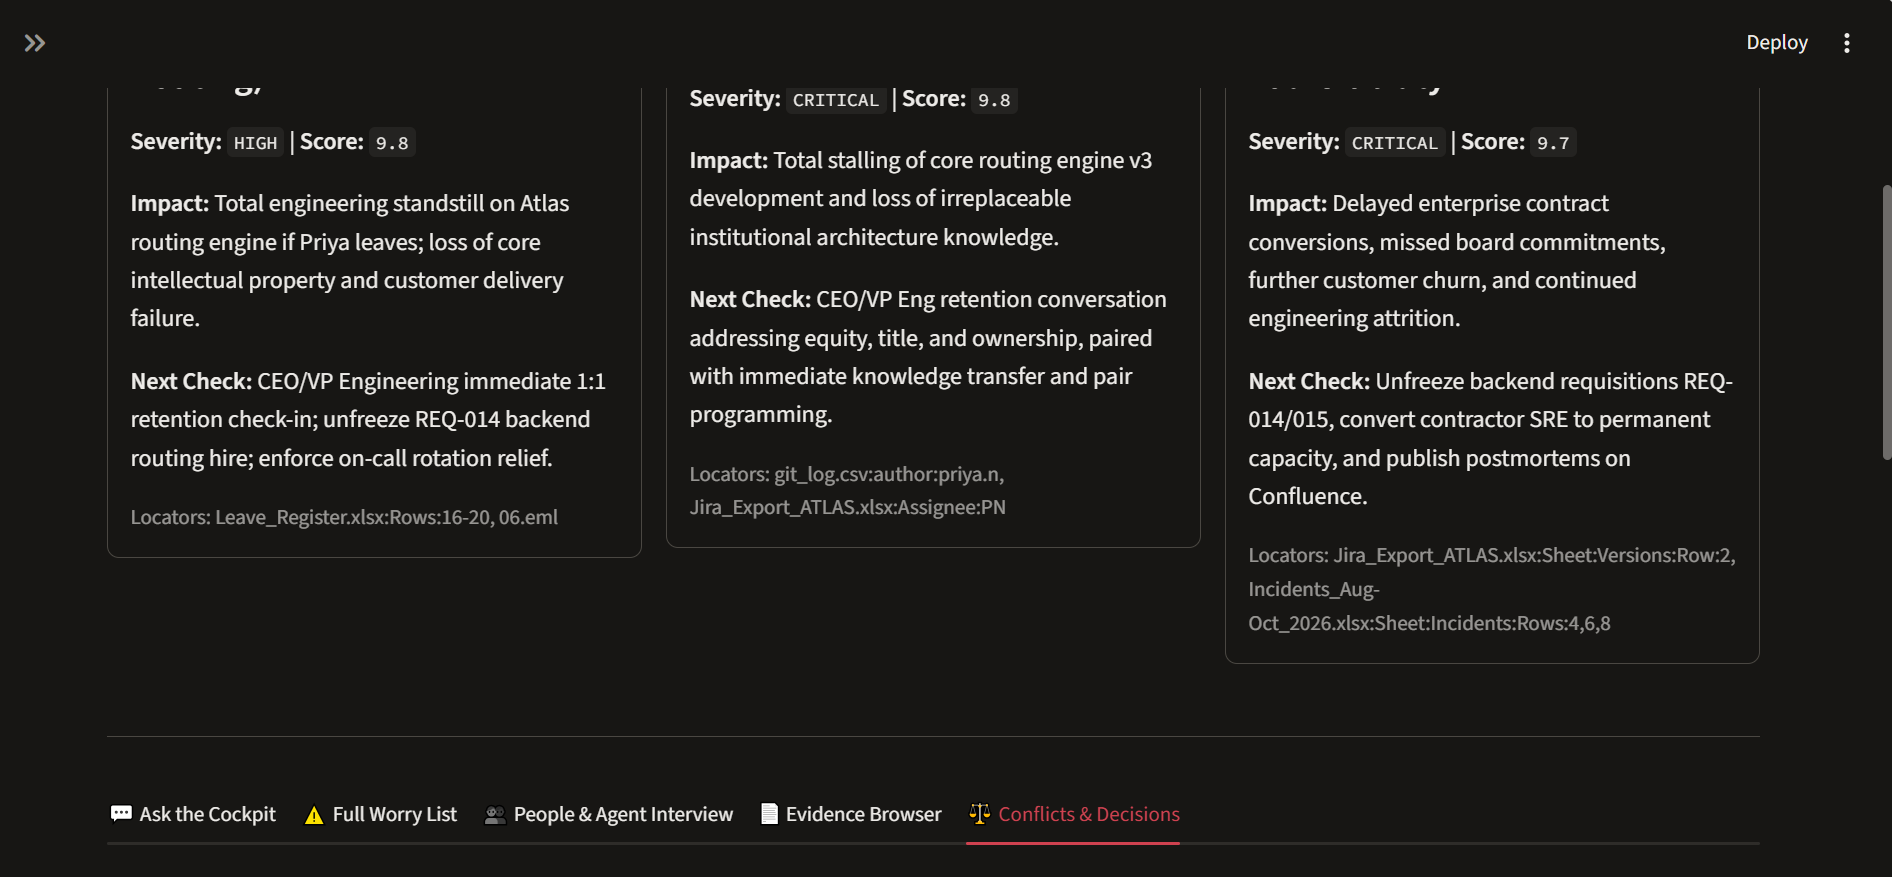 Deploy
Severity: HIGH | Score: 9.8
Impact: Total engineering standstill on Atlas
routing engine if Priya leaves; loss of core
intellectual property and customer delivery
failure.
Next Check: CEO/VP Engineering immediate 1:1
retention check-in; unfreeze REQ-014 backend
routing hire; enforce on-call rotation relief.
Locators: Leave_Register.xlsx:Rows:16-20, 06.eml
Severity: CRITICAL | Score: 9.8
Impact: Total stalling of core routing engine v3
development and loss of irreplaceable
institutional architecture knowledge.
Next Check: CEO/VP Eng retention conversation
addressing equity, title, and ownership, paired
with immediate knowledge transfer and pair
programming.
Locators: git_log.csv:author:priya.n,
Jira_Export_ATLAS.xlsx:Assignee:PN
Severity: CRITICAL | Score: 9.7
Impact: Delayed enterprise contract
conversions, missed board commitments,
further customer churn, and continued
engineering attrition.
Next Check: Unfreeze backend requisitions REQ-
014/015, convert contractor SRE to permanent
capacity, and publish postmortems on
Confluence.
Locators: Jira_Export_ATLAS.xlsx:Sheet:Versions:Row:2,
Incidents_Aug-
Oct_2026.xlsx:Sheet:Incidents:Rows:4,6,8
Ask the Cockpit
Full Worry List
People & Agent Interview
Evidence Browser
Conflicts & Decisions